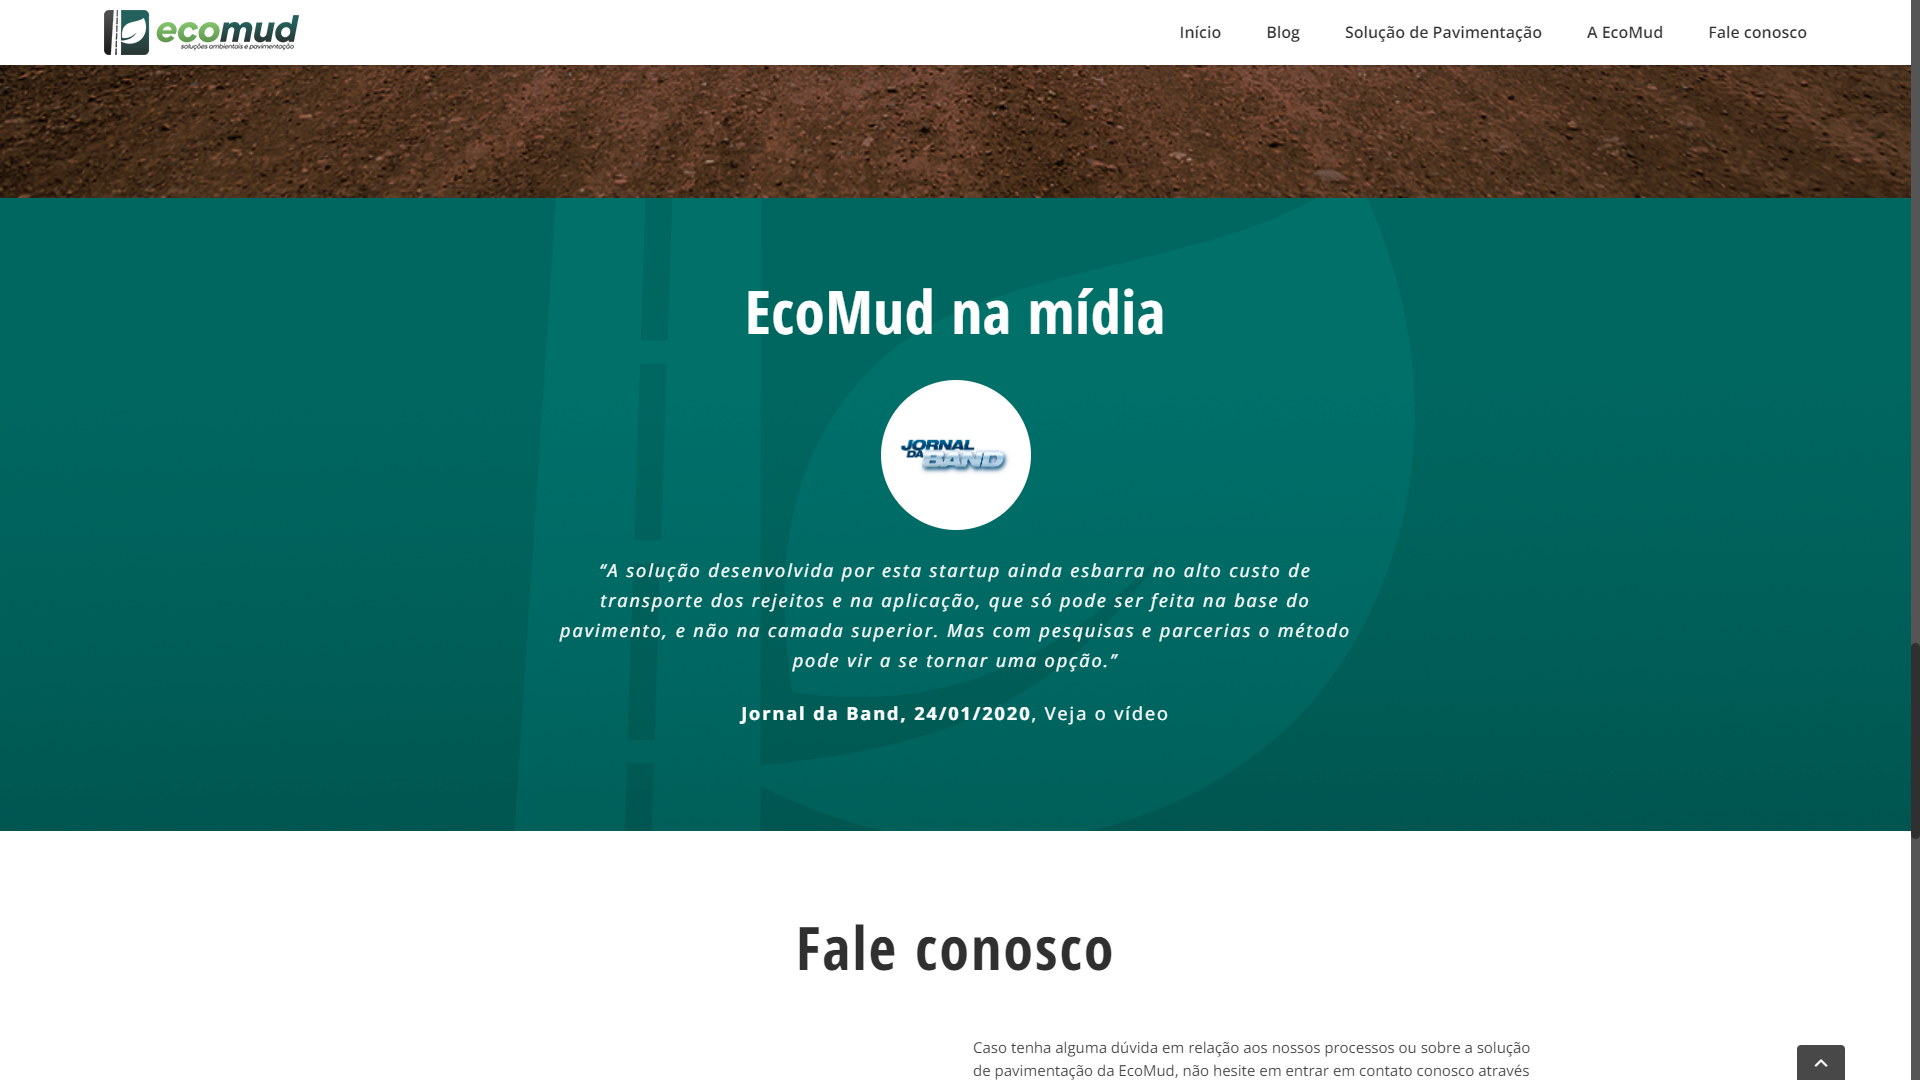 ecomud
soluções ambientais e pavimentação
Início Blog Solução de Pavimentação A EcoMud Fale conosco
EcoMud na mídia
JORNAL
DA BAND
“A solução desenvolvida por esta startup ainda esbarra no alto custo de
transporte dos rejeitos e na aplicação, que só pode ser feita na base do
pavimento, e não na camada superior. Mas com pesquisas e parcerias o método
pode vir a se tornar uma opção.”
Jornal da Band, 24/01/2020, Veja o vídeo
Fale conosco
Caso tenha alguma dúvida em relação aos nossos processos ou sobre a solução
de pavimentação da EcoMud, não hesite em entrar em contato conosco através